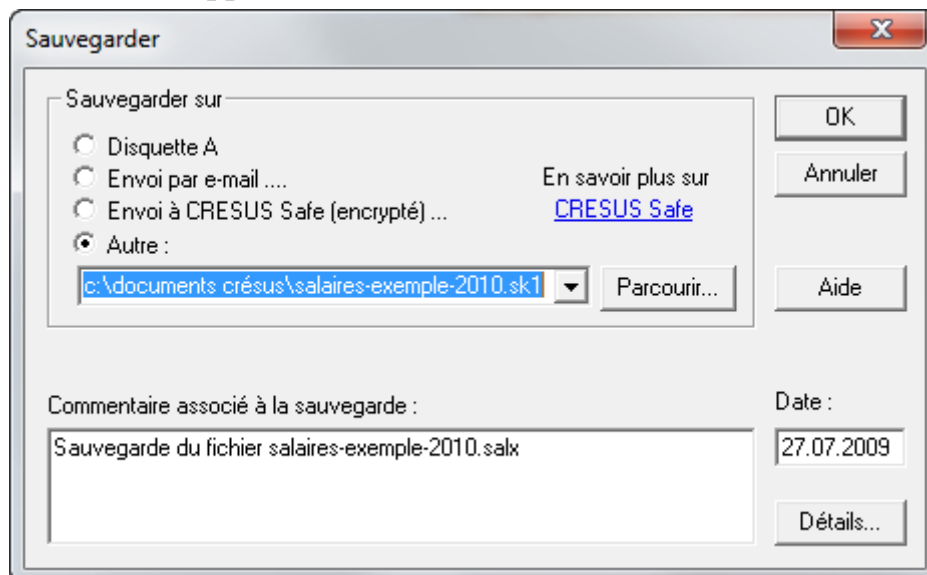 Sauvegarder
Sauvegarder sur
OK
Disquette A
Envoi par e-mail ....
En savoir plus sur
Annuler
Envoi à CRESUS Safe (encrypté) ...
CRESUS Safe
Autre :
c:\documents crésus\salaires-exemple-2010.sk1
Parcourir...
Aide
Commentaire associé à la sauvegarde :
Date :
Sauvegarde du fichier salaires-exemple-2010.salx
27.07.2009
Détails...